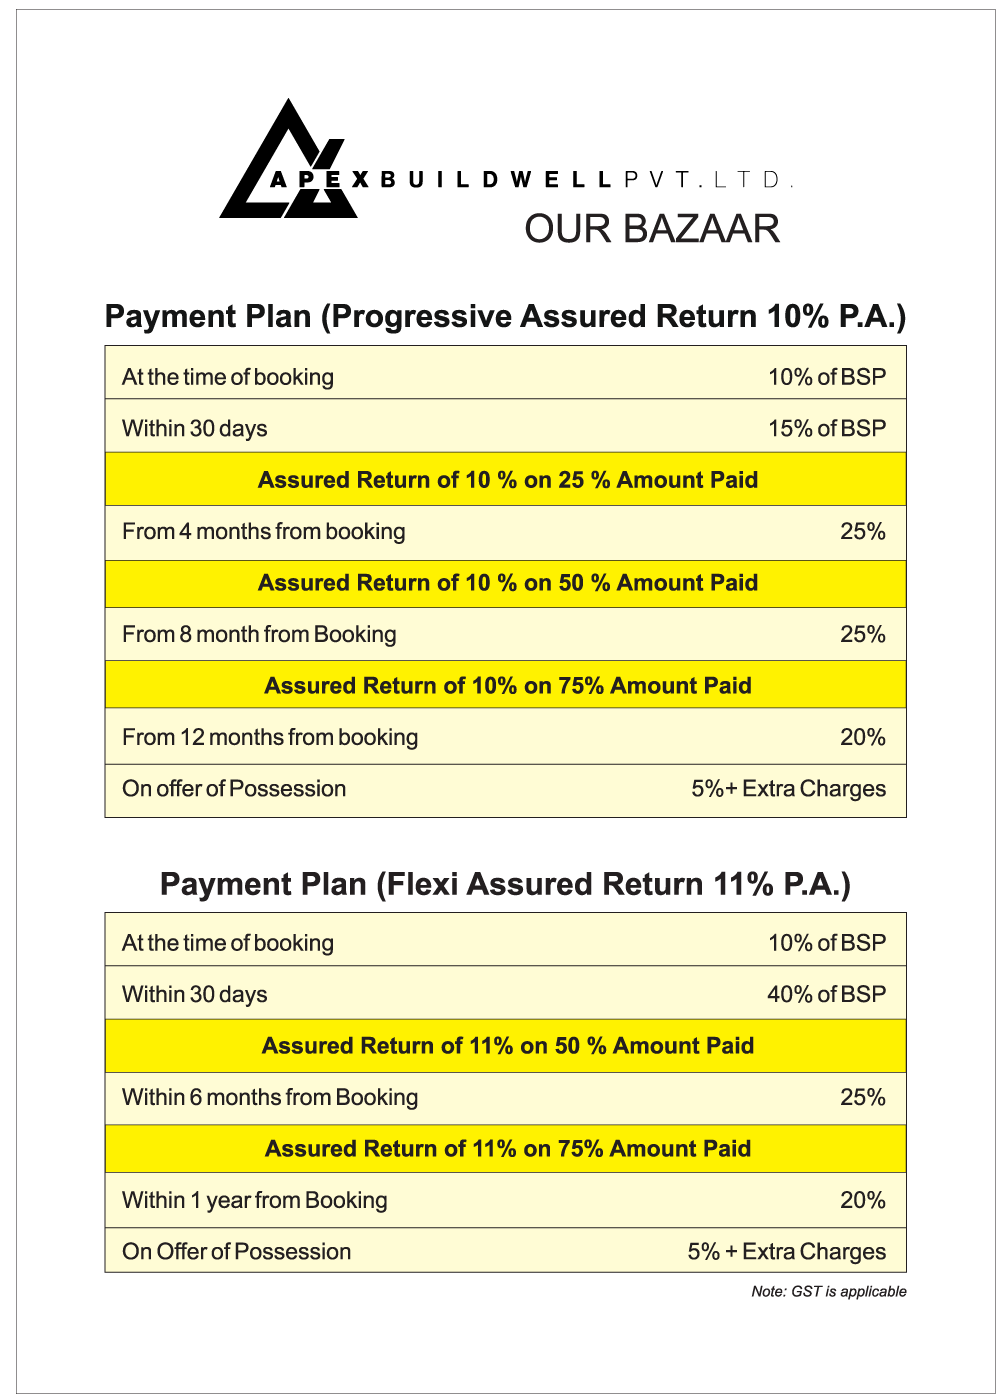 APEXBUILDWELLPVT.LTD.
OUR BAZAAR
Payment Plan (Progressive Assured Return 10% P.A.)
At the time of booking 10% of BSP
Within 30 days 15% of BSP
Assured Return of 10 % on 25 % Amount Paid
From 4 months from booking 25%
Assured Return of 10 % on 50 % Amount Paid
From 8 month from Booking 25%
Assured Return of 10% on 75% Amount Paid
From 12 months from booking 20%
On offer of Possession 5%+ Extra Charges
Payment Plan (Flexi Assured Return 11% P.A.)
At the time of booking 10% of BSP
Within 30 days 40% of BSP
Assured Return of 11% on 50 % Amount Paid
Within 6 months from Booking 25%
Assured Return of 11% on 75% Amount Paid
Within 1 year from Booking 20%
On Offer of Possession 5% + Extra Charges
Note: GST is applicable